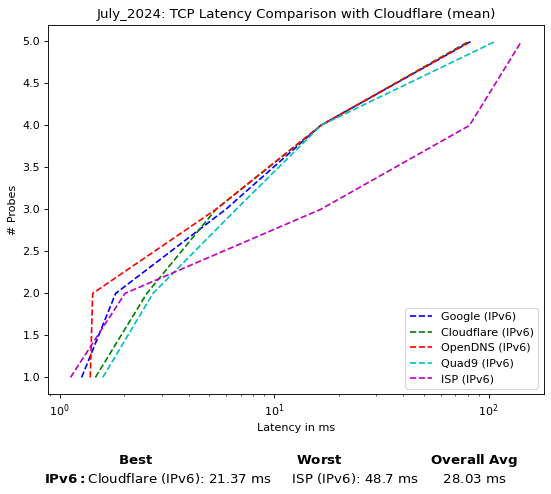 July_2024: TCP Latency Comparison with Cloudflare (mean)
5.0
4.5
4.0
3.5
3.0
2.5
2.0
1.5
1.0
# Probes
Google (IPv6)
Cloudflare (IPv6)
OpenDNS (IPv6)
Quad9 (IPv6)
ISP (IPv6)
10⁰ 10¹ 10²
Latency in ms
Best Worst Overall Avg
IPv6: Cloudflare (IPv6): 21.37 ms ISP (IPv6): 48.7 ms 28.03 ms